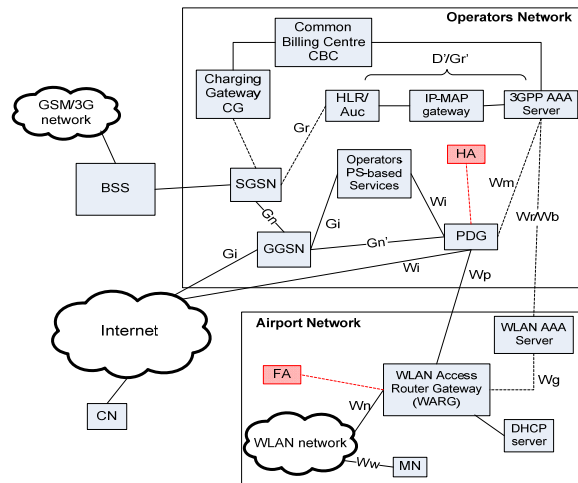 Operators Network
Common
Billing Centre
CBC
D'/Gr'
Charging
Gateway
CG
HLR/
Auc
IP-MAP
gateway
3GPP AAA
Server
GSM/3G
network
Gr
BSS
SGSN
Operators
PS-based
Services
HA
Wm
Wr/Wb
Gn
Gi
Wi
GGSN
Gn'
PDG
Gi
Wi
Wp
Internet
Airport Network
WLAN AAA
Server
FA
WLAN Access
Router Gateway
(WARG)
Wg
CN
Wn
WLAN network
DHCP
server
Ww
MN